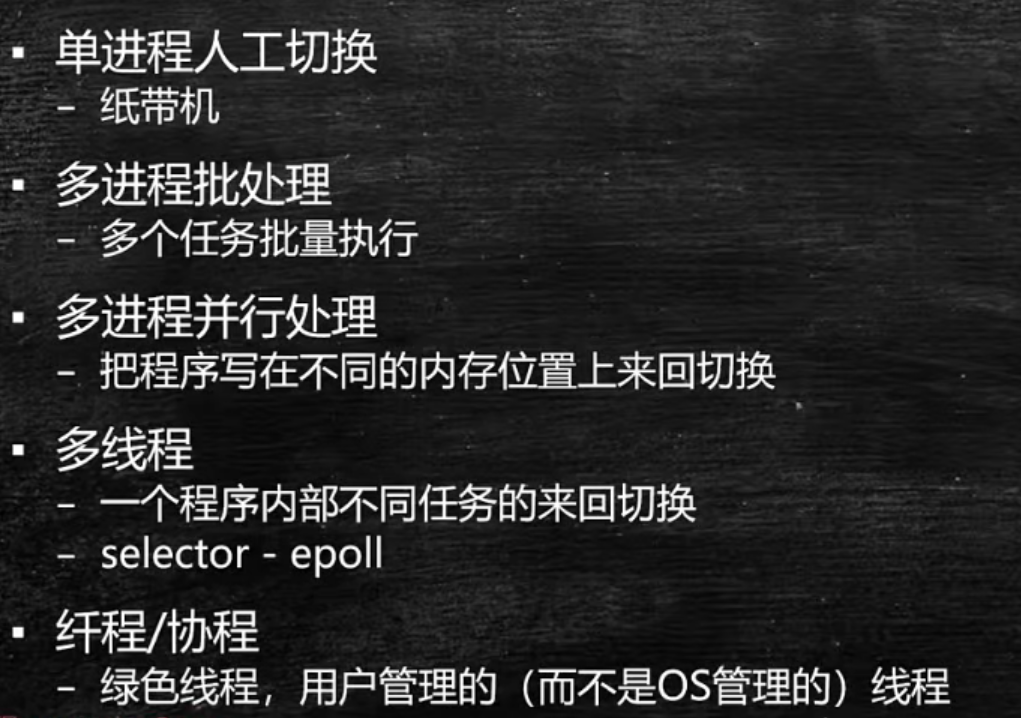 ▪ 单进程人工切换
– 纸带机
▪ 多进程批处理
– 多个任务批量执行
▪ 多进程并行处理
– 把程序写在不同的内存位置上来回切换
▪ 多线程
– 一个程序内部不同任务的来回切换
– selector - epoll
▪ 纤程/协程
– 绿色线程，用户管理的（而不是OS管理的）线程